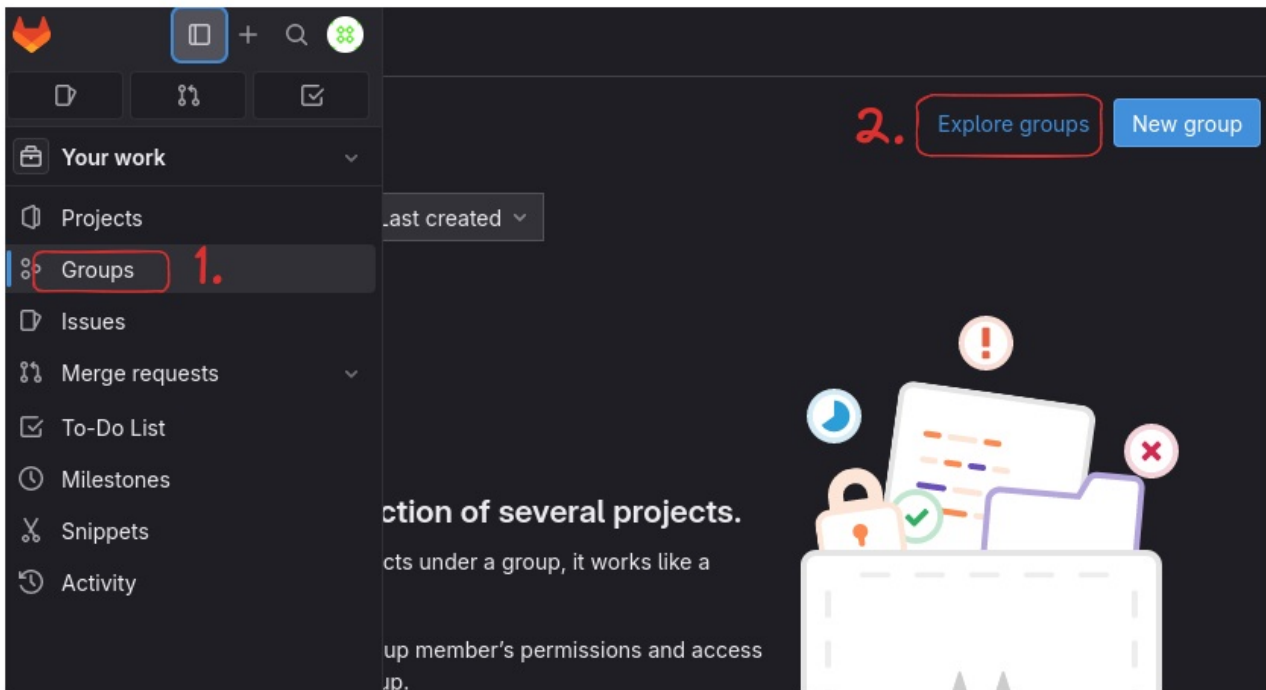 Your work
Projects
Groups
1.
Issues
Merge requests
To-Do List
Milestones
Snippets
Activity
2.
Explore groups
New group
Last created
ction of several projects.
cts under a group, it works like a
up member’s permissions and access
up.